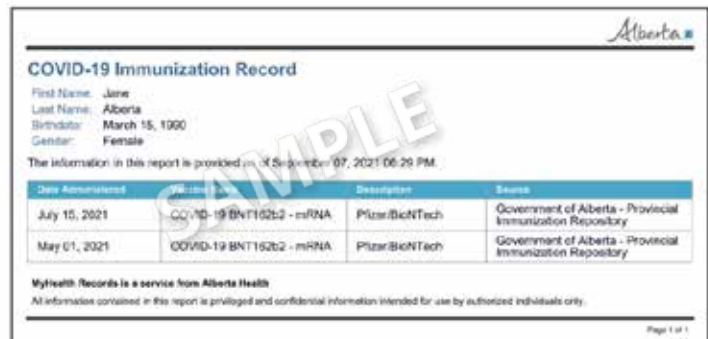 Alberta
COVID-19 Immunization Record
First Name: Jane
Last Name: Alberta
Birthdate: March 15, 1990
Gender: Female
The information in this report is provided as of September 07, 2021 06:29 PM.
SAMPLE
Date Administered Vaccine Name Description Source
July 15, 2021 COVID-19 BNT162b2 - mRNA Pfizer/BioNTech Government of Alberta - Provincial
Immunization Repository
May 01, 2021 COVID-19 BNT162b2 - mRNA Pfizer/BioNTech Government of Alberta - Provincial
Immunization Repository
MyHealth Records is a service from Alberta Health
All information contained in this report is privileged and confidential information intended for use by authorized individuals only.
Page 1 of 1